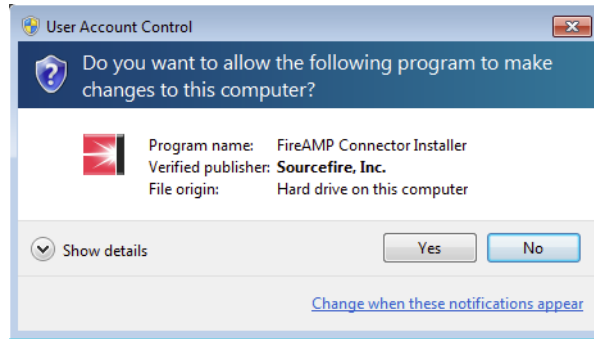 User Account Control
Do you want to allow the following program to make
changes to this computer?
Program name: FireAMP Connector Installer
Verified publisher: Sourcefire, Inc.
File origin: Hard drive on this computer
Show details
Yes
No
Change when these notifications appear